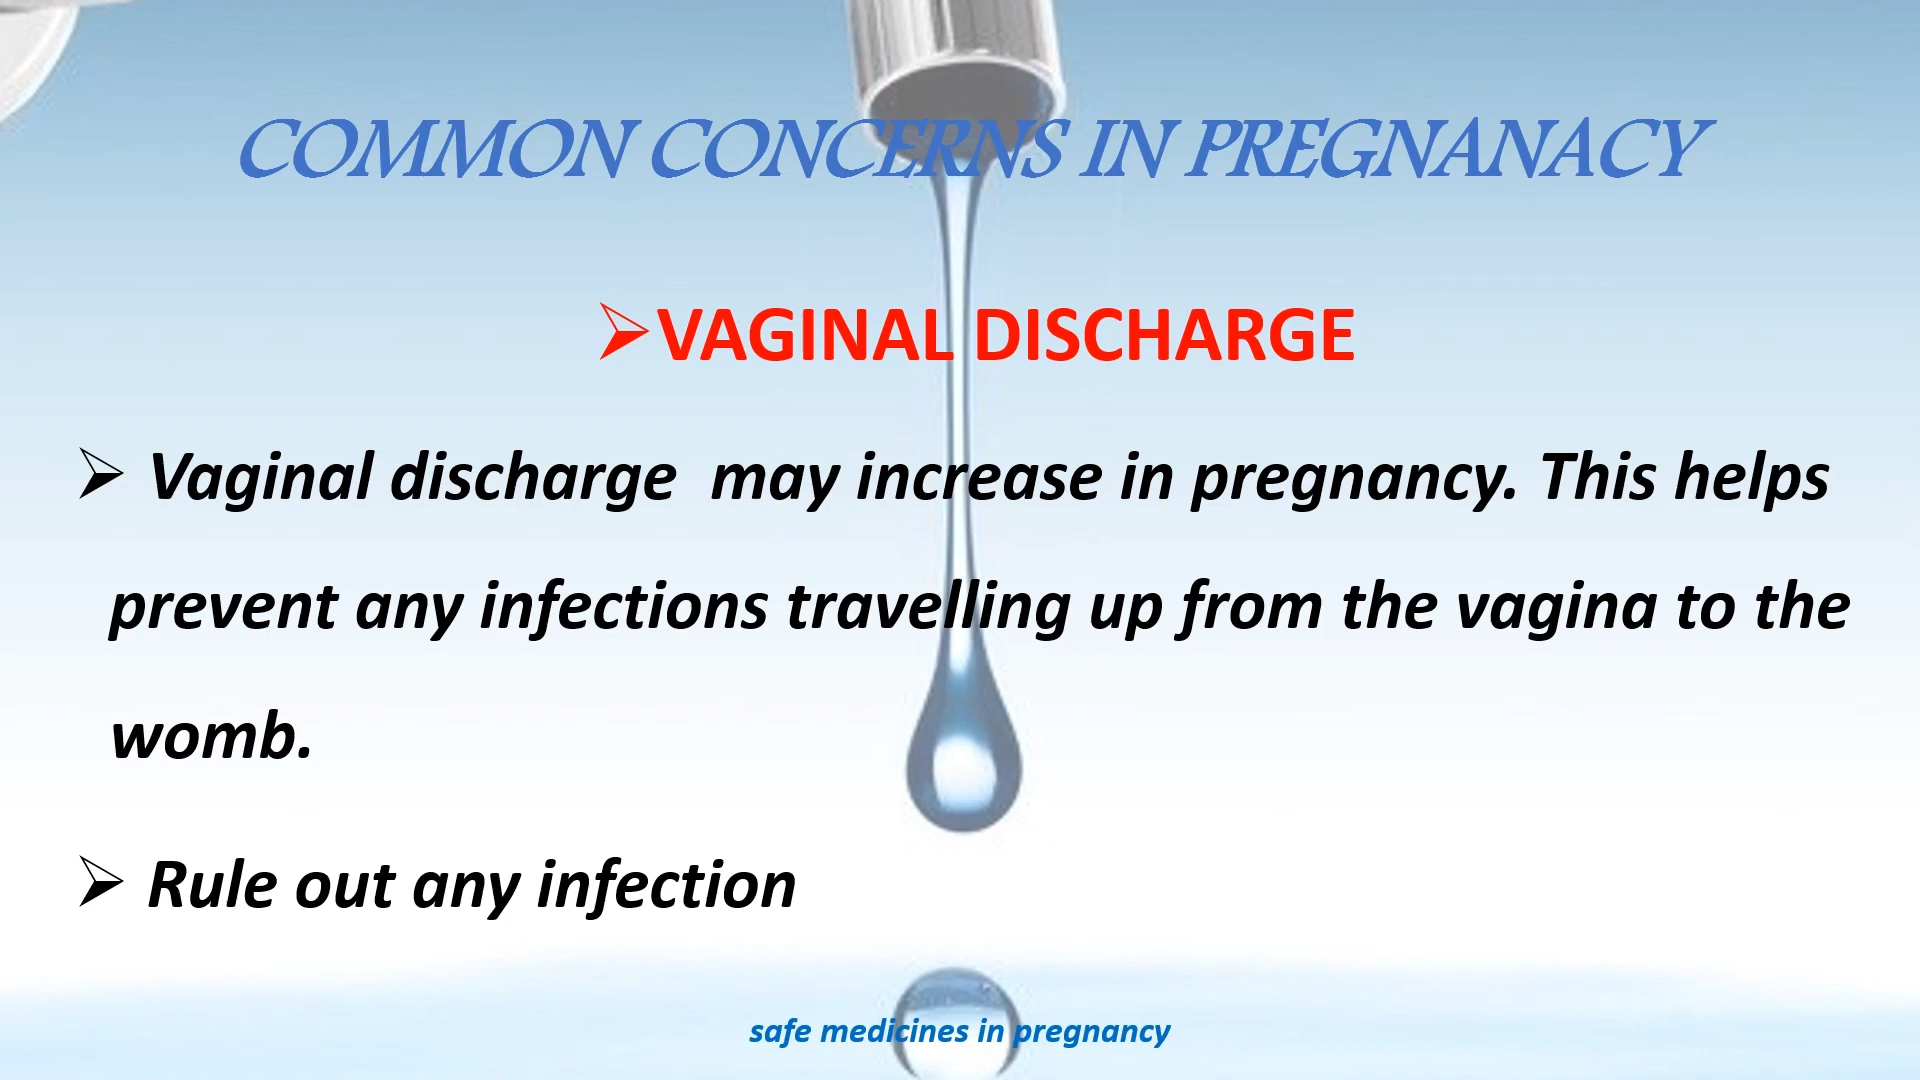 COMMON CONCERNS IN PREGNANACY
➢VAGINAL DISCHARGE
➢ Vaginal discharge  may increase in pregnancy. This helps
prevent any infections travelling up from the vagina to the
womb.
➢ Rule out any infection
safe medicines in pregnancy